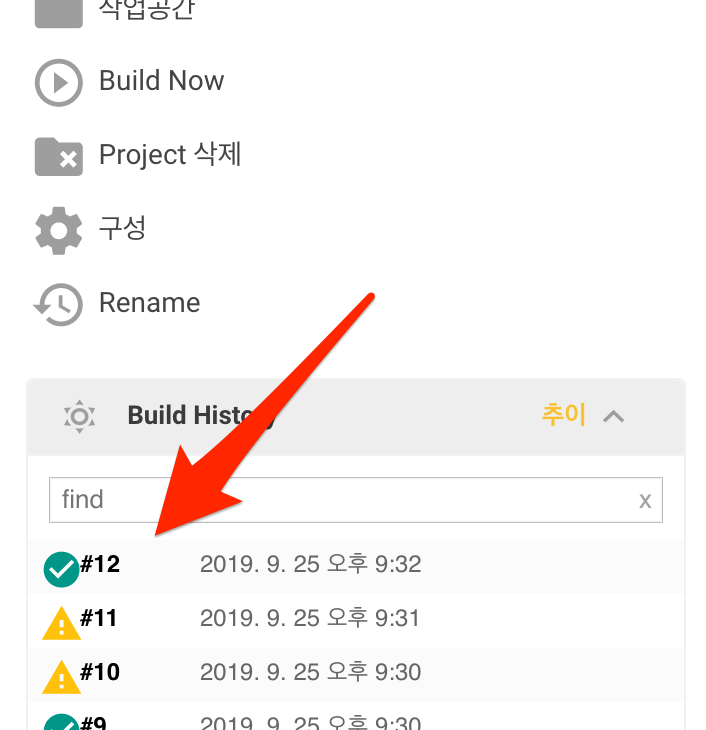 작업공간
Build Now
Project 삭제
구성
Rename
Build History 추이
find x
#12 2019. 9. 25 오후 9:32
#11 2019. 9. 25 오후 9:31
#10 2019. 9. 25 오후 9:30
#9 2019. 9. 25 오후 9:30